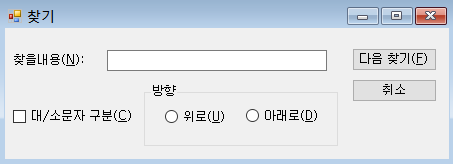 찾기
찾을내용(N):
다음 찾기(F)
취소
방향
대/소문자 구분(C)
위로(U)
아래로(D)